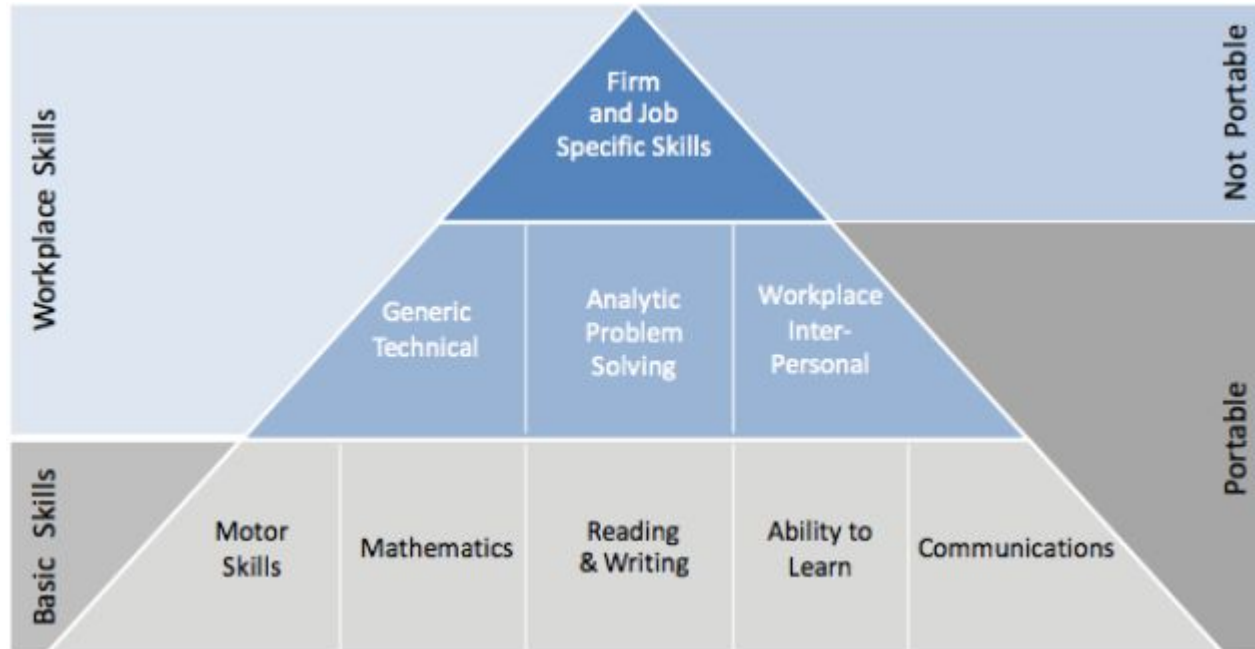 Workplace Skills
Firm
and Job
Specific Skills
Not Portable
Generic
Technical
Analytic
Problem
Solving
Workplace
Inter-
Personal
Portable
Basic Skills
Motor
Skills
Mathematics
Reading
& Writing
Ability to
Learn
Communications